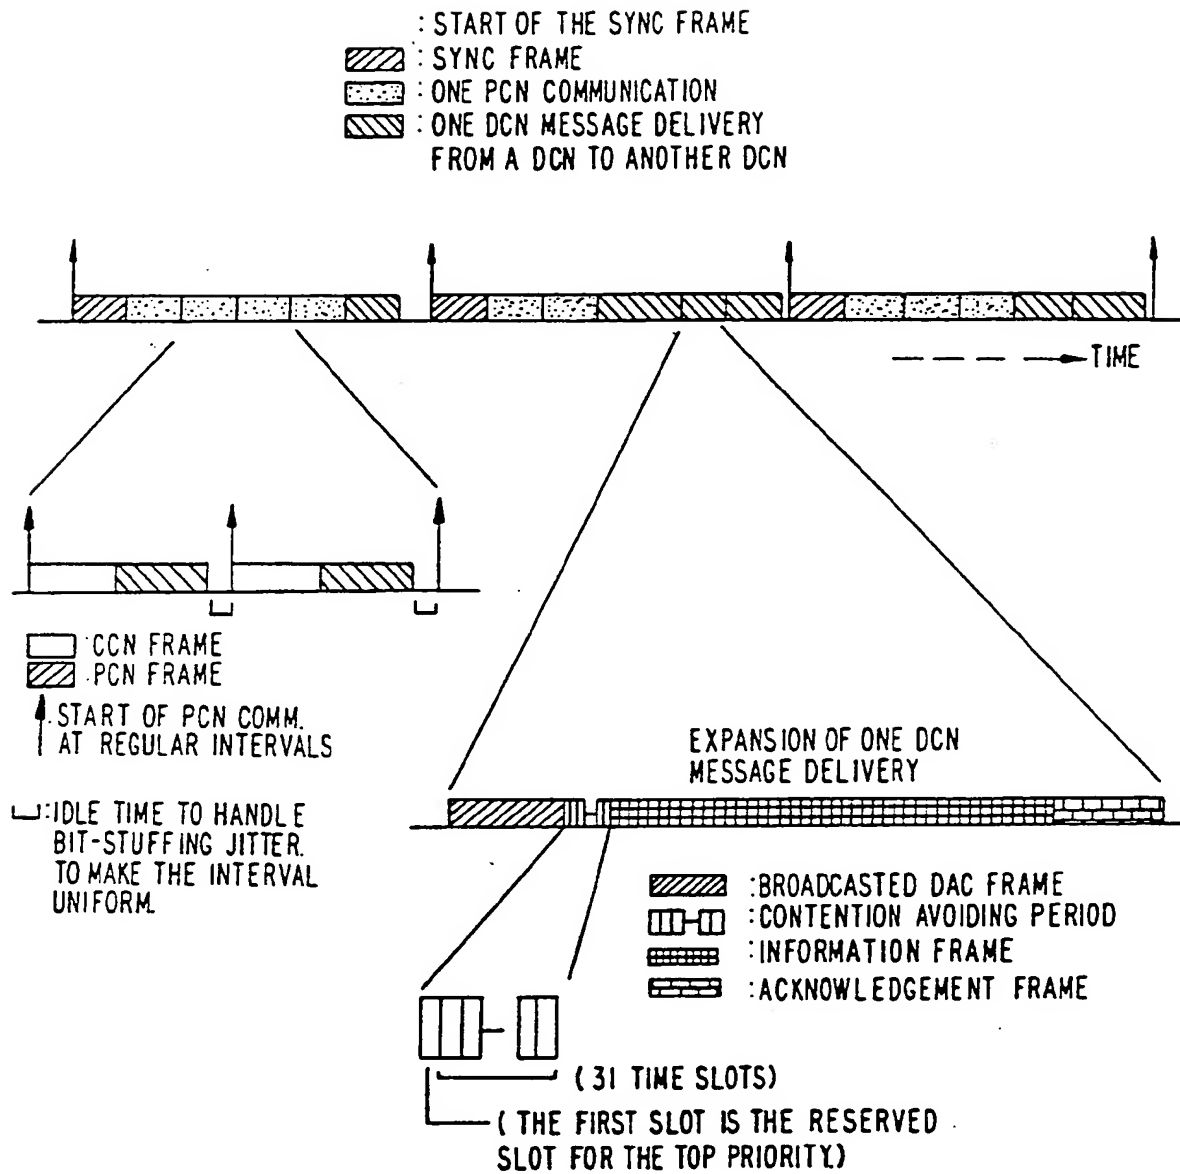 : START OF THE SYNC FRAME
: SYNC FRAME
: ONE PCN COMMUNICATION
: ONE DCN MESSAGE DELIVERY
FROM A DCN TO ANOTHER DCN
TIME
: CCN FRAME
: PCN FRAME
: START OF PCN COMM.
AT REGULAR INTERVALS
: IDLE TIME TO HANDLE
BIT-STUFFING JITTER.
TO MAKE THE INTERVAL
UNIFORM.
EXPANSION OF ONE DCN
MESSAGE DELIVERY
: BROADCASTED DAC FRAME
: CONTENTION AVOIDING PERIOD
: INFORMATION FRAME
: ACKNOWLEDGEMENT FRAME
(31 TIME SLOTS)
( THE FIRST SLOT IS THE RESERVED
SLOT FOR THE TOP PRIORITY.)